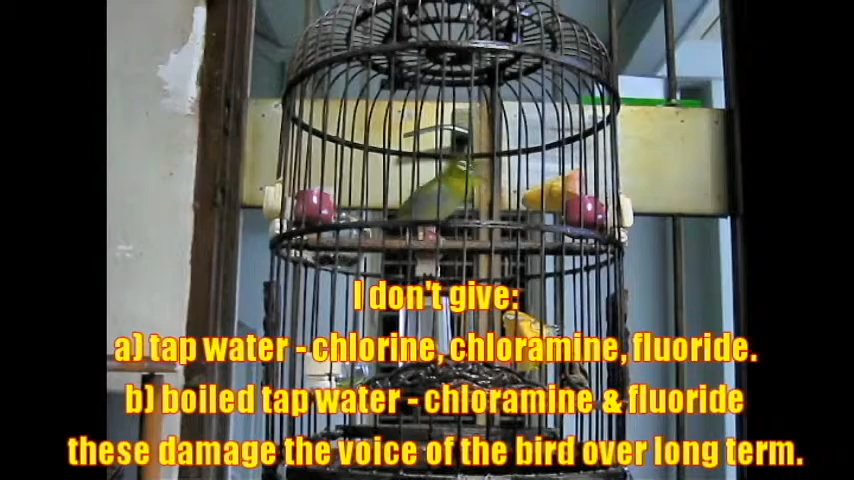 I don't give:
a) tap water - chlorine, chloramine, fluoride.
b) boiled tap water - chloramine & fluoride
these damage the voice of the bird over long term.